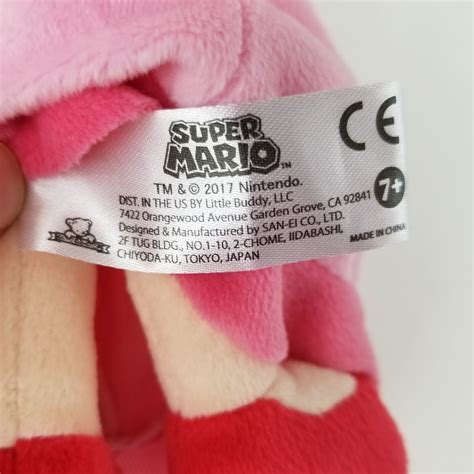 SUPER
MARIO™
TM & © 2017 Nintendo.
DIST. IN THE US BY Little Buddy, LLC
7422 Orangewood Avenue Garden Grove, CA 92841
Designed & Manufactured by SAN-EI CO., LTD.
2F TUG BLDG., NO.1-10, 2-CHOME, IIDABASHI,
CHIYODA-KU, TOKYO, JAPAN
CE
7+
MADE IN CHINA